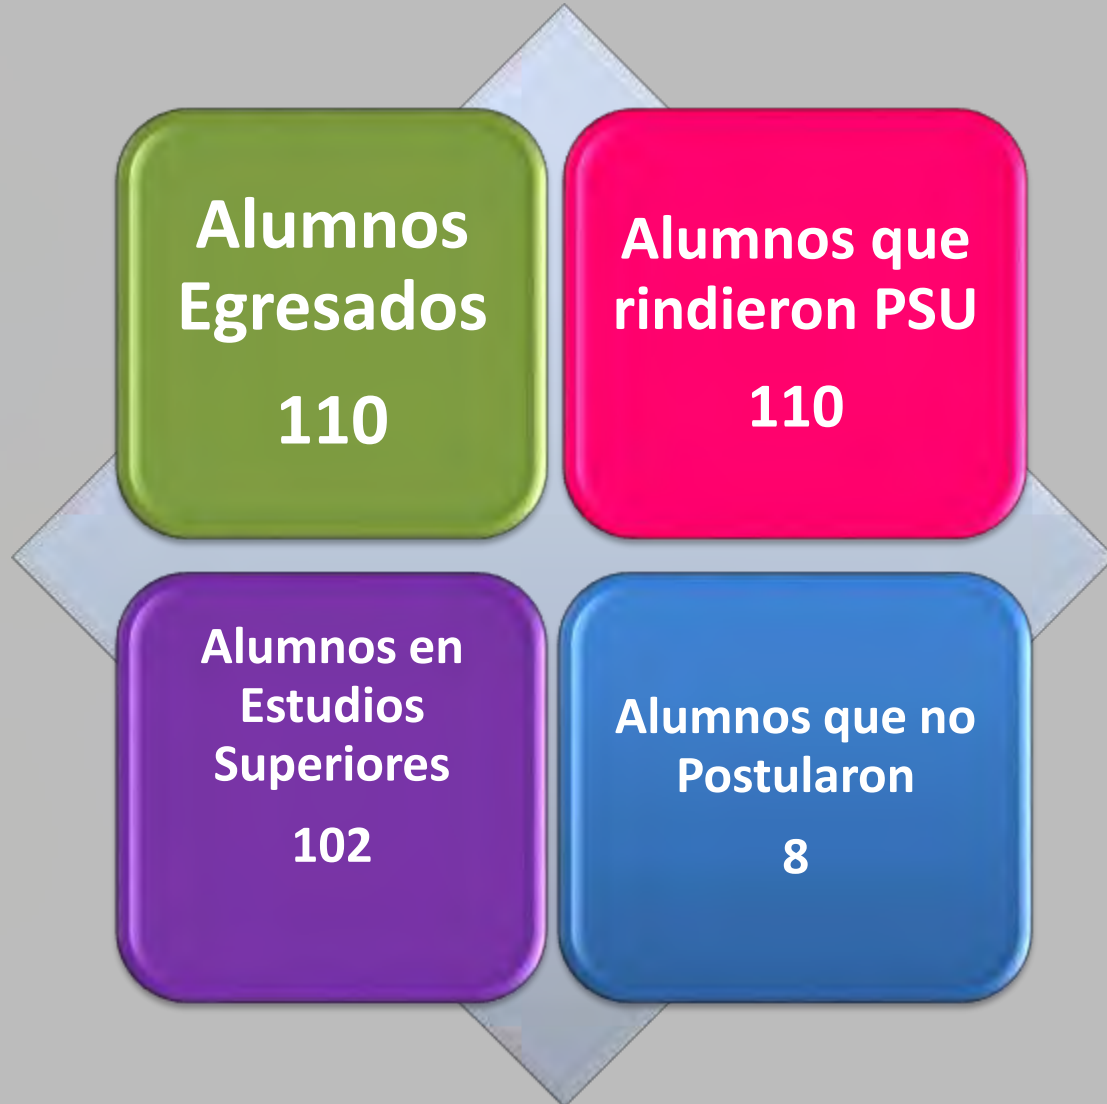 Alumnos
Egresados
110
Alumnos que
rindieron PSU
110
Alumnos en
Estudios
Superiores
102
Alumnos que no
Postularon
8